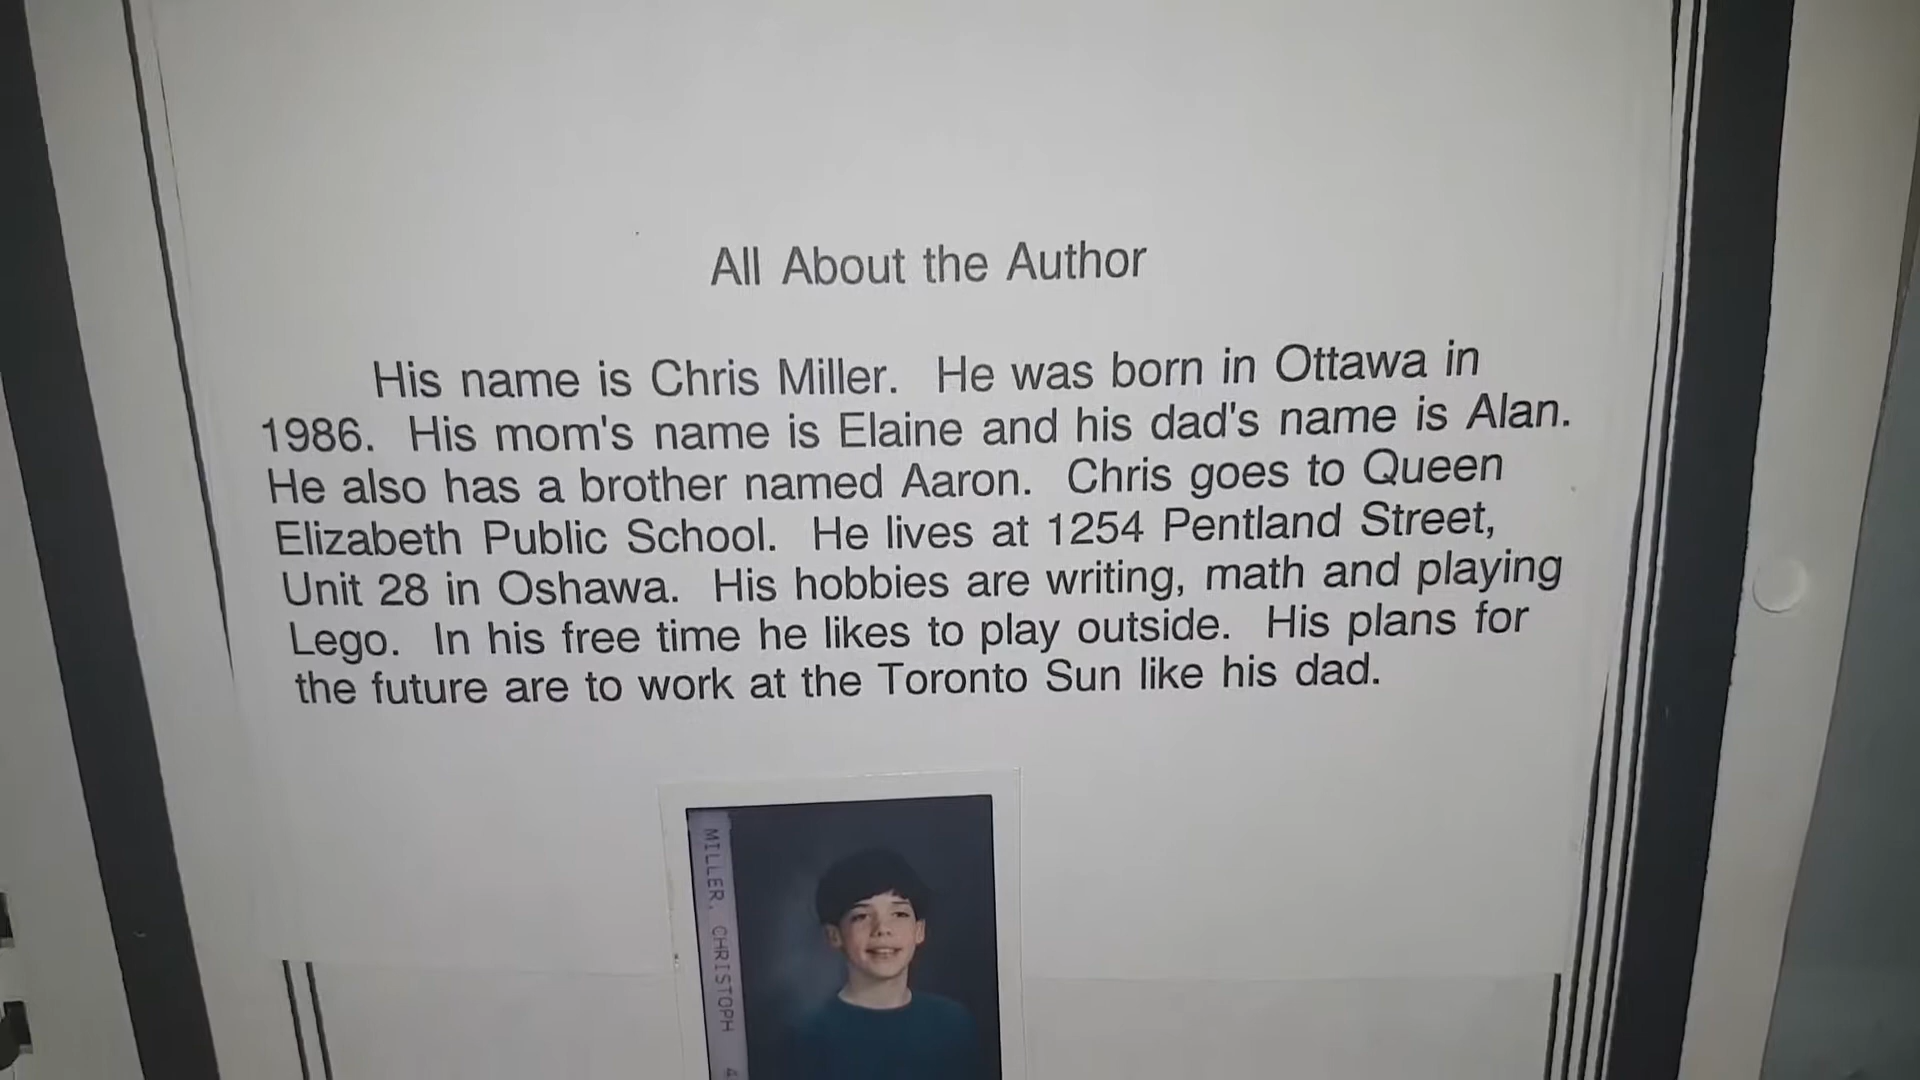 All About the Author
His name is Chris Miller. He was born in Ottawa in
1986. His mom's name is Elaine and his dad's name is Alan.
He also has a brother named Aaron. Chris goes to Queen
Elizabeth Public School. He lives at 1254 Pentland Street,
Unit 28 in Oshawa. His hobbies are writing, math and playing
Lego. In his free time he likes to play outside. His plans for
the future are to work at the Toronto Sun like his dad.
MILLER, CHRISTOPH 4